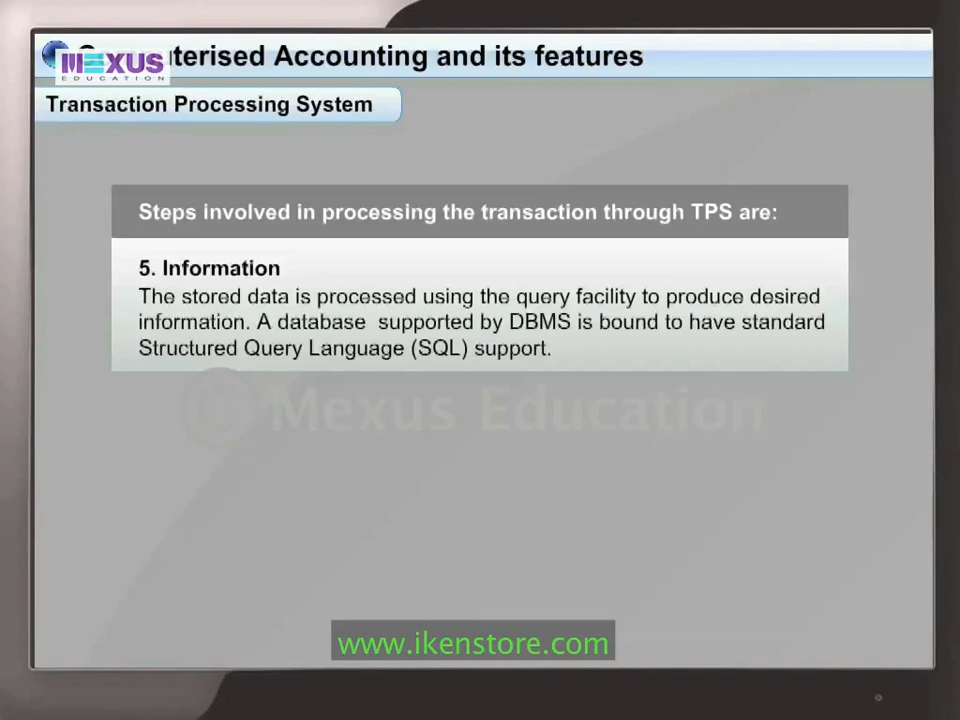 MEXUS
EDUCATION
terised Accounting and its features
Transaction Processing System
Steps involved in processing the transaction through TPS are:
5. Information
The stored data is processed using the query facility to produce desired
information. A database supported by DBMS is bound to have standard
Structured Query Language (SQL) support.
Mexus Education
www.ikenstore.com